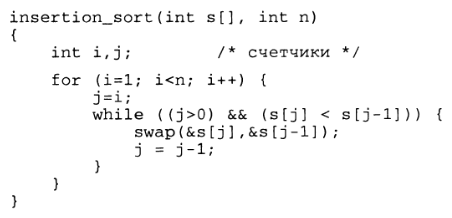 insertion_sort(int s[], int n)
{
    int i,j;          /* счетчики */
    for (i=1; i<n; i++) {
        j=i;
        while ((j>0) && (s[j] < s[j-1])) {
            swap(&s[j],&s[j-1]);
            j = j-1;
        }
    }
}